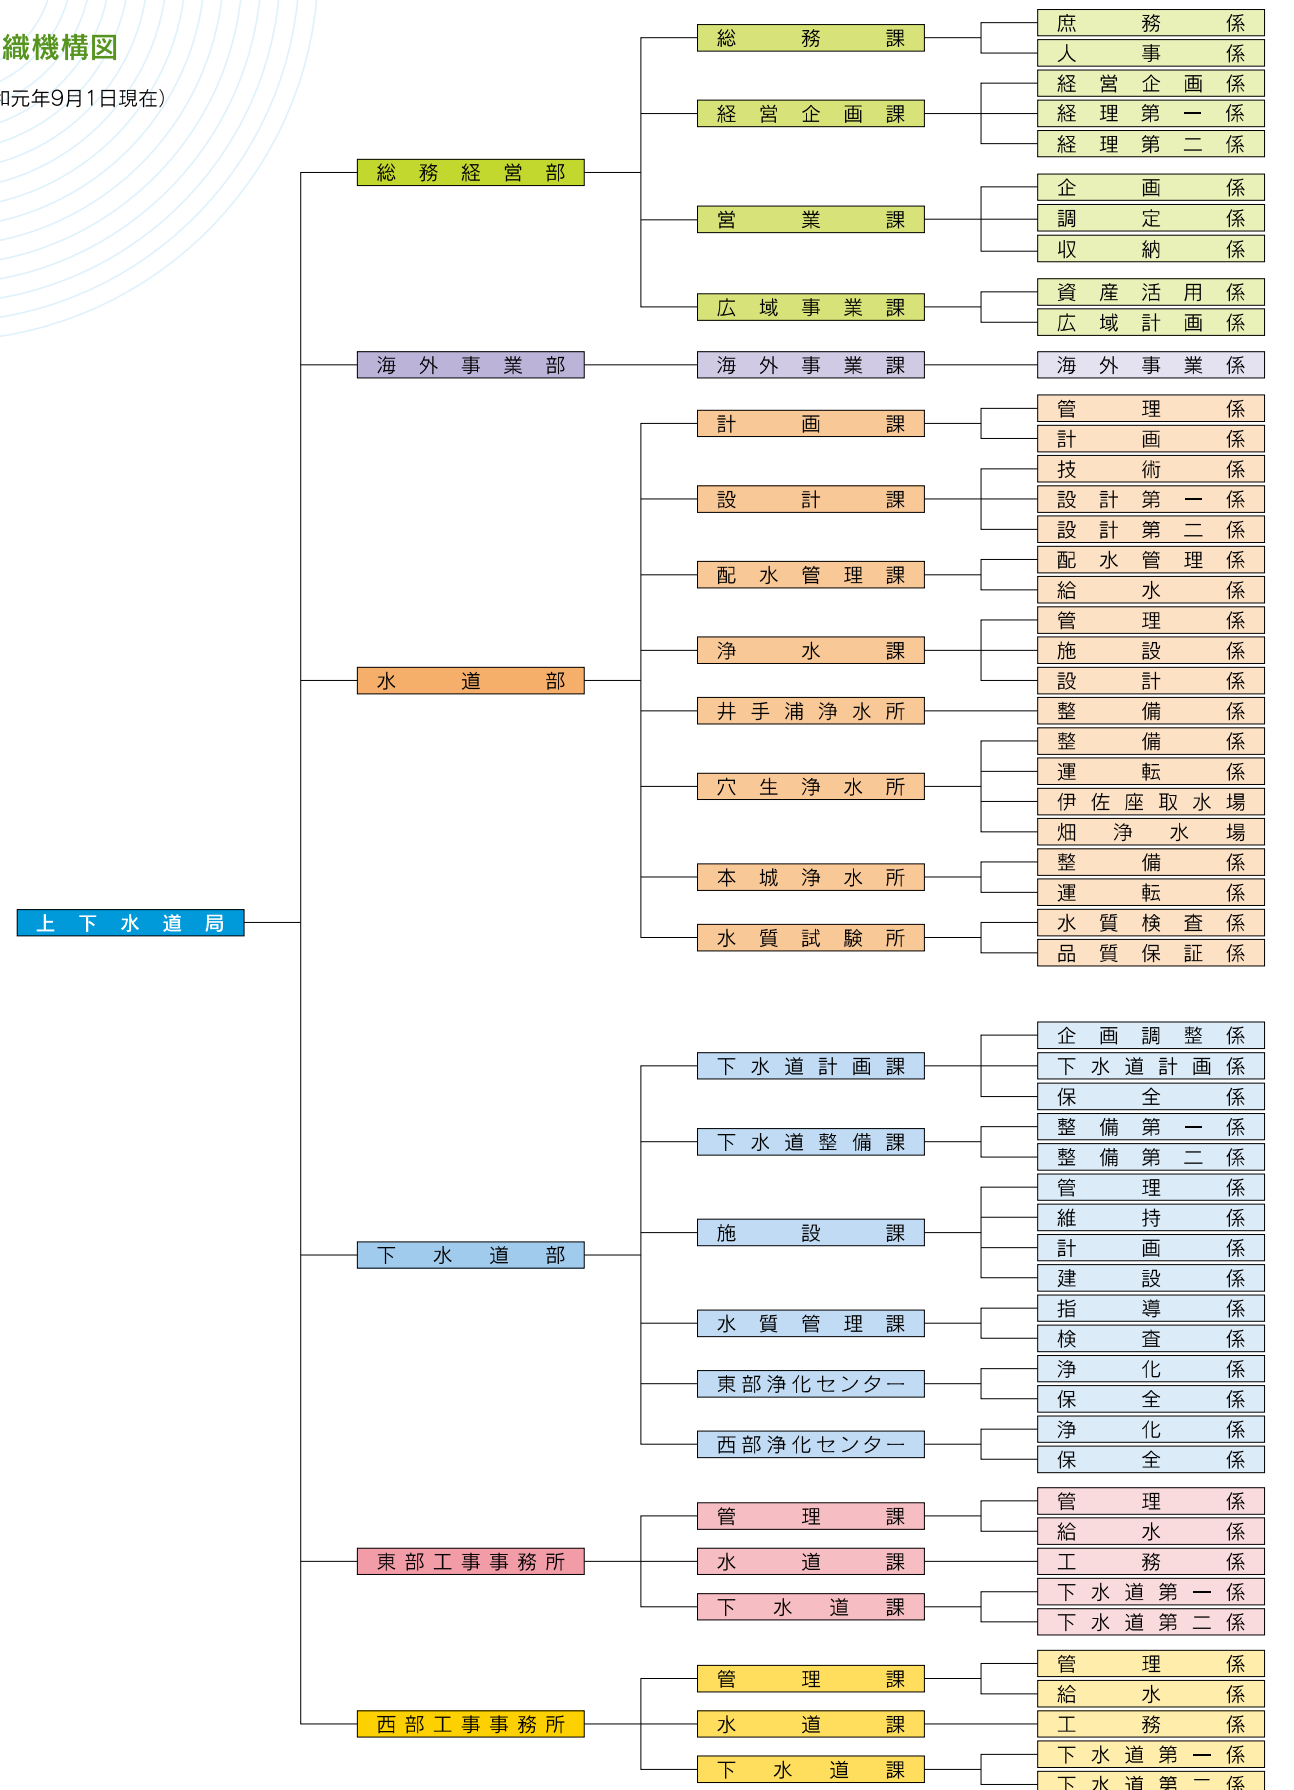 織機構図
和元年9月1日現在）
上下水道局
総務経営部
総務課
庶務係
人事係
経営企画課
経営企画係
経理第一係
経理第二係
営業課
企画係
調定係
収納係
広域事業課
資産活用係
広域計画係
海外事業部
海外事業課
海外事業係
水道部
計画課
管理係
計画係
設計課
技術係
設計第一係
設計第二係
配水管理課
配水管理係
給水係
浄水課
管理係
施設係
設計係
井手浦浄水所
整備係
穴生浄水所
整備係
運転係
伊佐座取水場
畑浄水場
本城浄水所
整備係
運転係
水質試験所
水質検査係
品質保証係
下水道部
下水道計画課
企画調整係
下水道計画係
保全係
下水道整備課
整備第一係
整備第二係
施設課
管理係
維持係
計画係
建設係
水質管理課
指導係
検査係
東部浄化センター
浄化係
保全係
西部浄化センター
浄化係
保全係
東部工事事務所
管理課
管理係
給水係
水道課
工務係
下水道課
下水道第一係
下水道第二係
西部工事事務所
管理課
管理係
給水係
水道課
工務係
下水道課
下水道第一係
下水道第二係